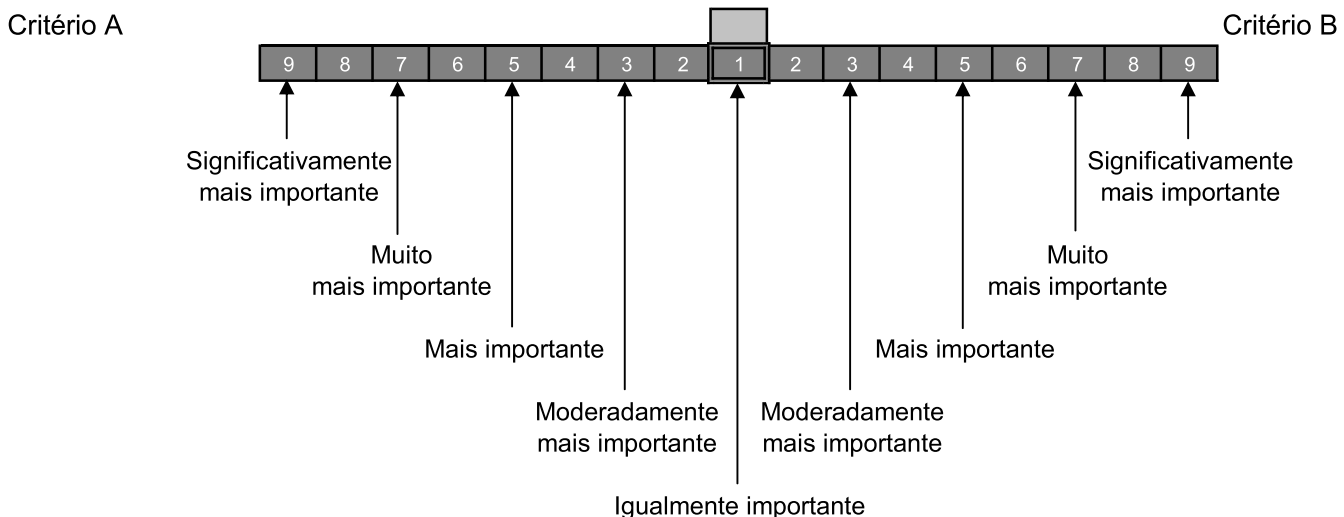 Critério A
Critério B
9 8 7 6 5 4 3 2 1 2 3 4 5 6 7 8 9
Significativamente
mais importante
Significativamente
mais importante
Muito
mais importante
Muito
mais importante
Mais importante
Mais importante
Moderadamente
mais importante
Moderadamente
mais importante
Igualmente importante